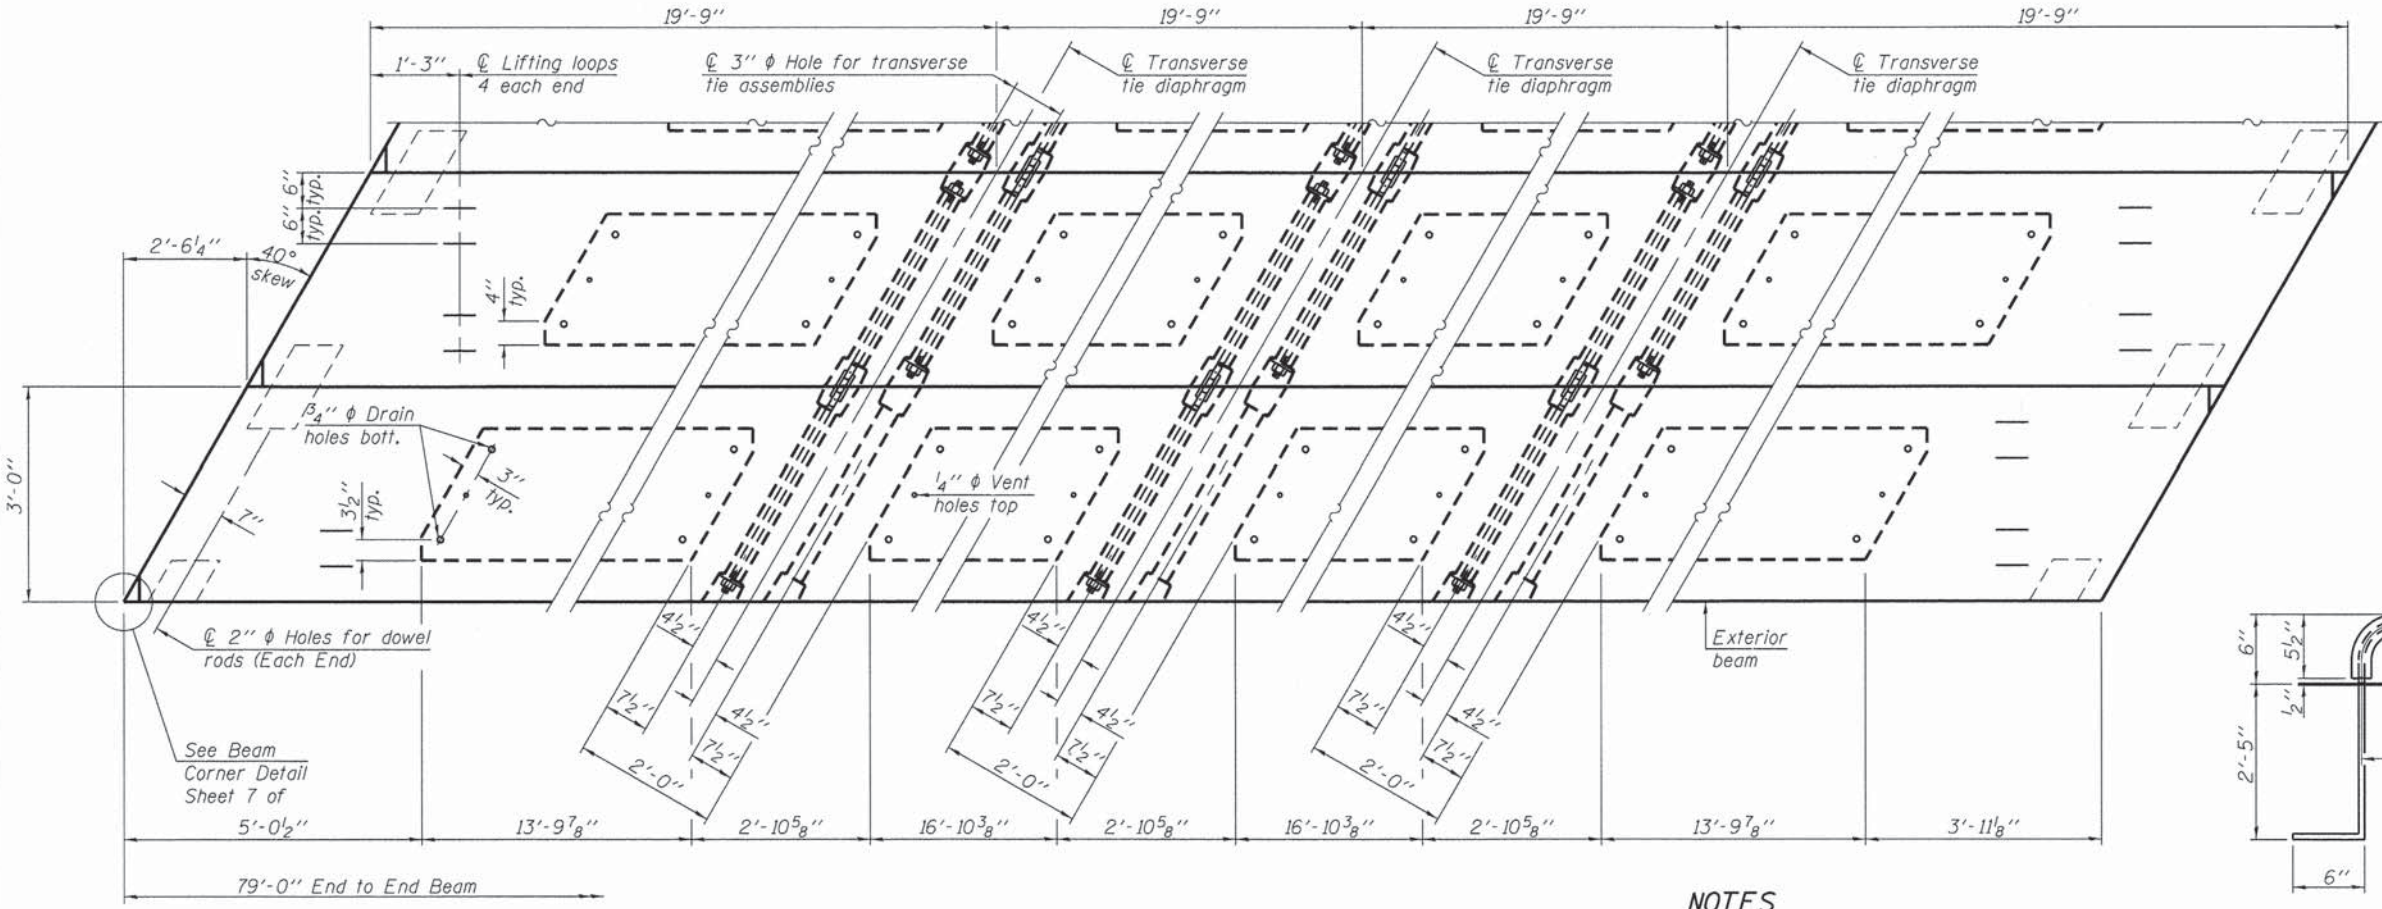 19'-9" 19'-9" 19'-9" 19'-9"
1'-3"
℄ Lifting loops
4 each end
℄ 3" ϕ Hole for transverse
tie assemblies
℄ Transverse
tie diaphragm
℄ Transverse
tie diaphragm
℄ Transverse
tie diaphragm
6"
typ.
6"
typ.
2'-6¼"
40°
skew
4"
typ.
¾" ϕ Drain
holes bott.
3"
typ.
3½"
typ.
¼" ϕ Vent
holes top
3'-0"
7"
℄ 2" ϕ Holes for dowel
rods (Each End)
See Beam
Corner Detail
Sheet 7 of
4½" 4½" 4½"
7½" 7½" 7½"
4½" 4½" 4½"
7½" 7½" 7½"
2'-0" 2'-0" 2'-0"
Exterior
beam
6"
5½"
½"
2'-5"
6"
5'-0½" 13'-9⅞" 2'-10⅝" 16'-10⅜" 2'-10⅝" 16'-10⅜" 2'-10⅝" 13'-9⅞" 3'-11⅛"
79'-0" End to End Beam
NOTES